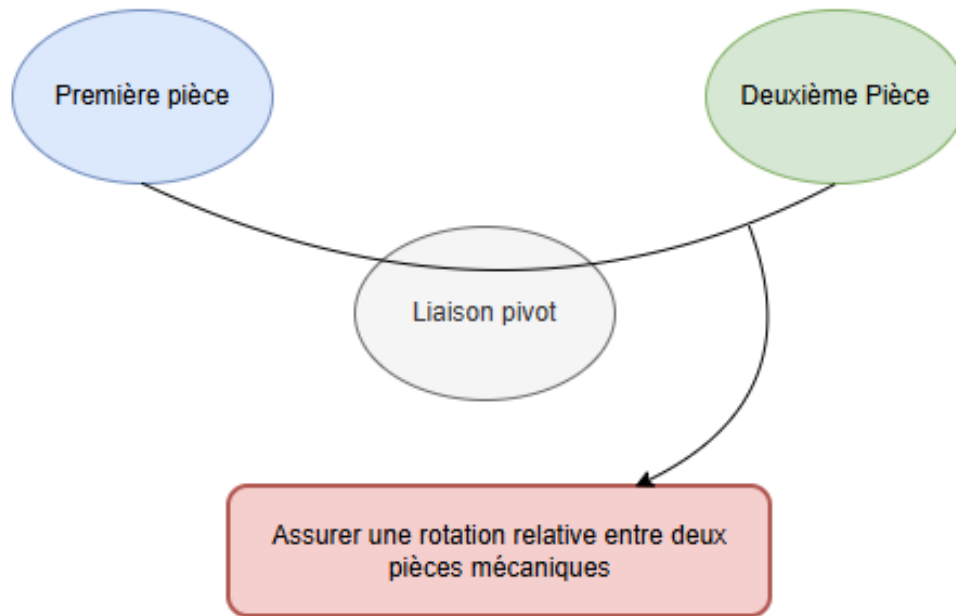 Première pièce
Deuxième Pièce
Liaison pivot
Assurer une rotation relative entre deux
pièces mécaniques